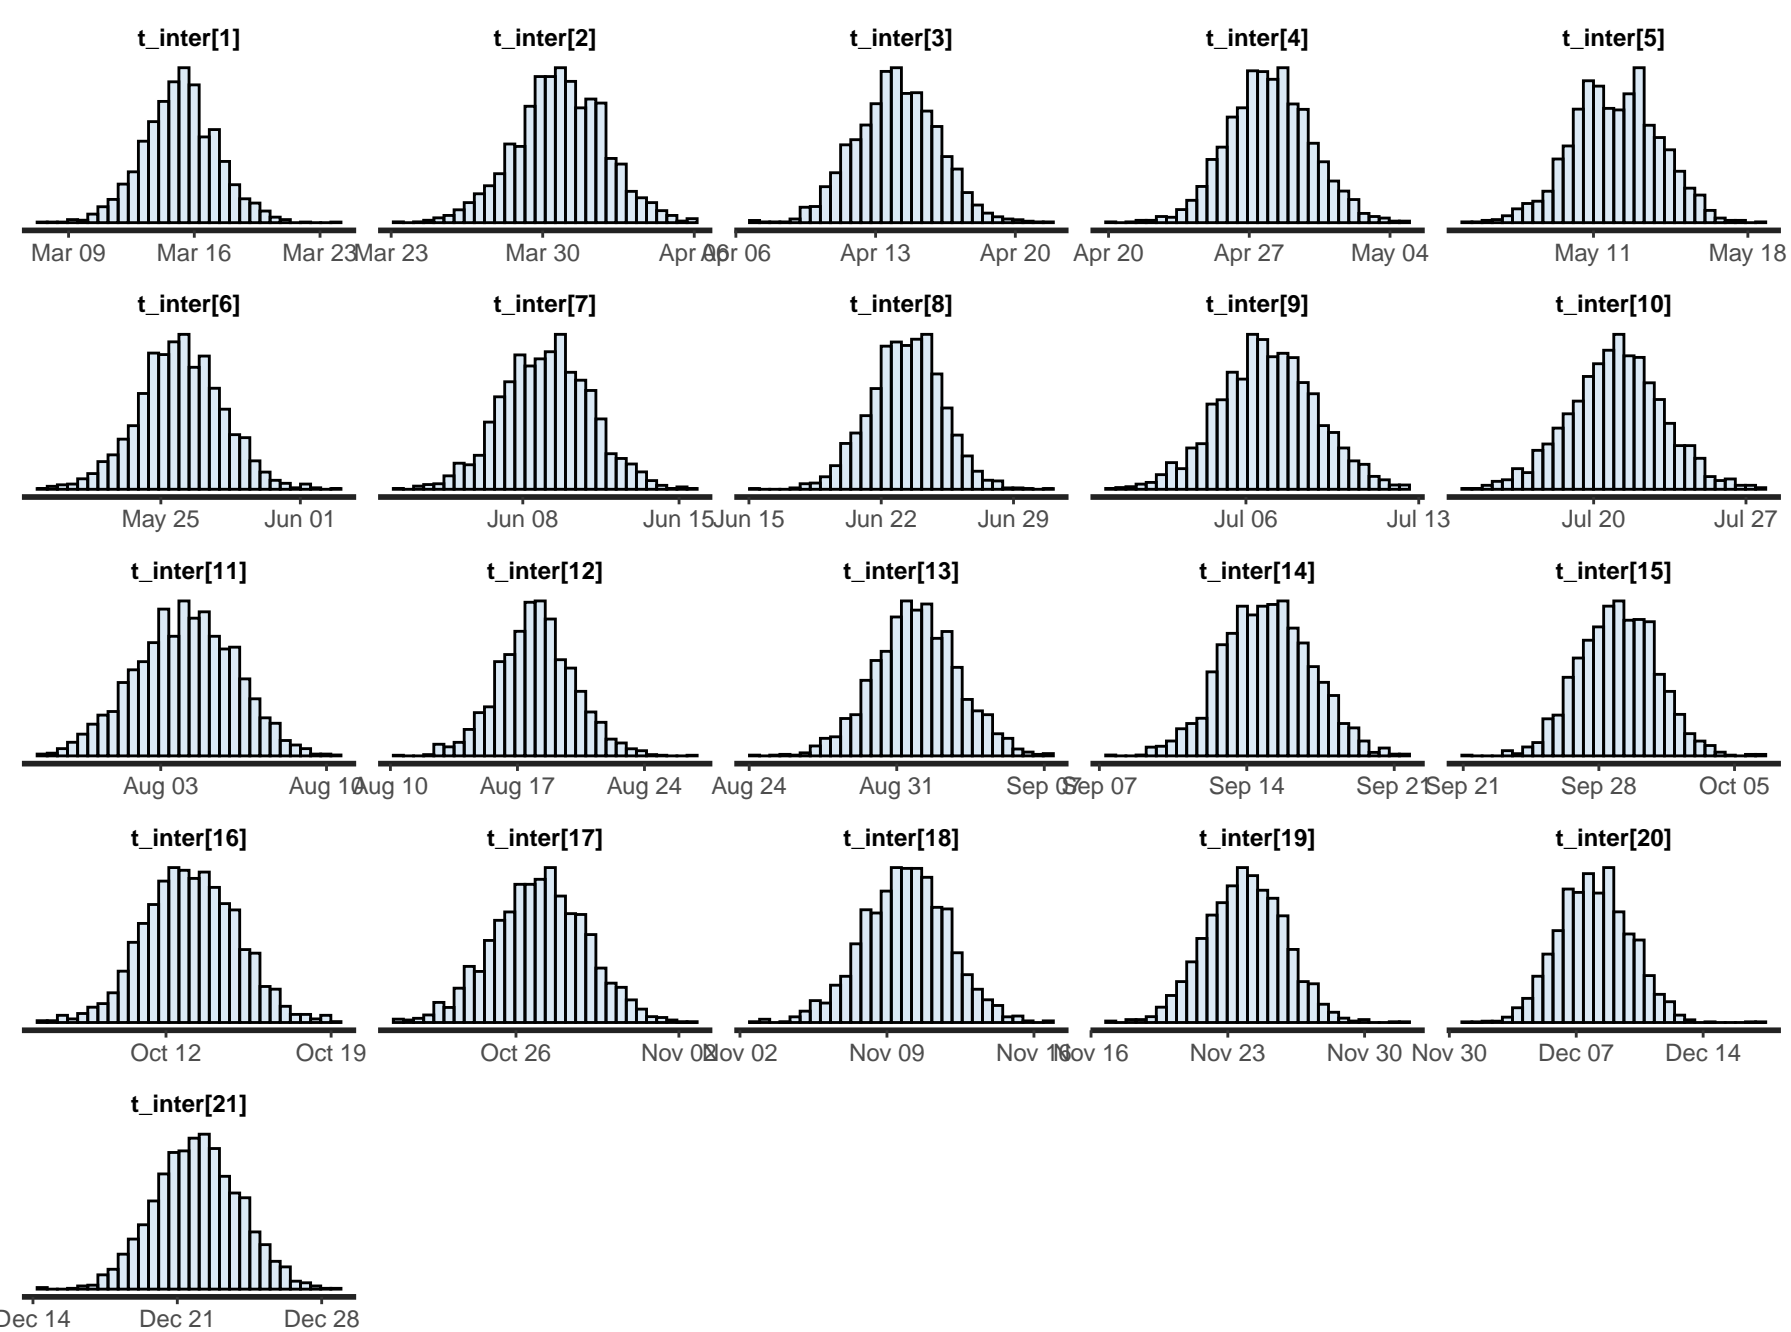 t_inter[1] t_inter[2] t_inter[3] t_inter[4] t_inter[5]
Mar 09 Mar 16 Mar 23 Mar 23 Mar 30 Apr 06 Apr 06 Apr 13 Apr 20 Apr 20 Apr 27 May 04 May 11 May 18
t_inter[6] t_inter[7] t_inter[8] t_inter[9] t_inter[10]
May 25 Jun 01 Jun 08 Jun 15 Jun 15 Jun 22 Jun 29 Jul 06 Jul 13 Jul 20 Jul 27
t_inter[11] t_inter[12] t_inter[13] t_inter[14] t_inter[15]
Aug 03 Aug 10 Aug 10 Aug 17 Aug 24 Aug 24 Aug 31 Sep 07 Sep 07 Sep 14 Sep 21 Sep 21 Sep 28 Oct 05
t_inter[16] t_inter[17] t_inter[18] t_inter[19] t_inter[20]
Oct 12 Oct 19 Oct 26 Nov 02 Nov 02 Nov 09 Nov 16 Nov 16 Nov 23 Nov 30 Nov 30 Dec 07 Dec 14
t_inter[21]
Dec 14 Dec 21 Dec 28